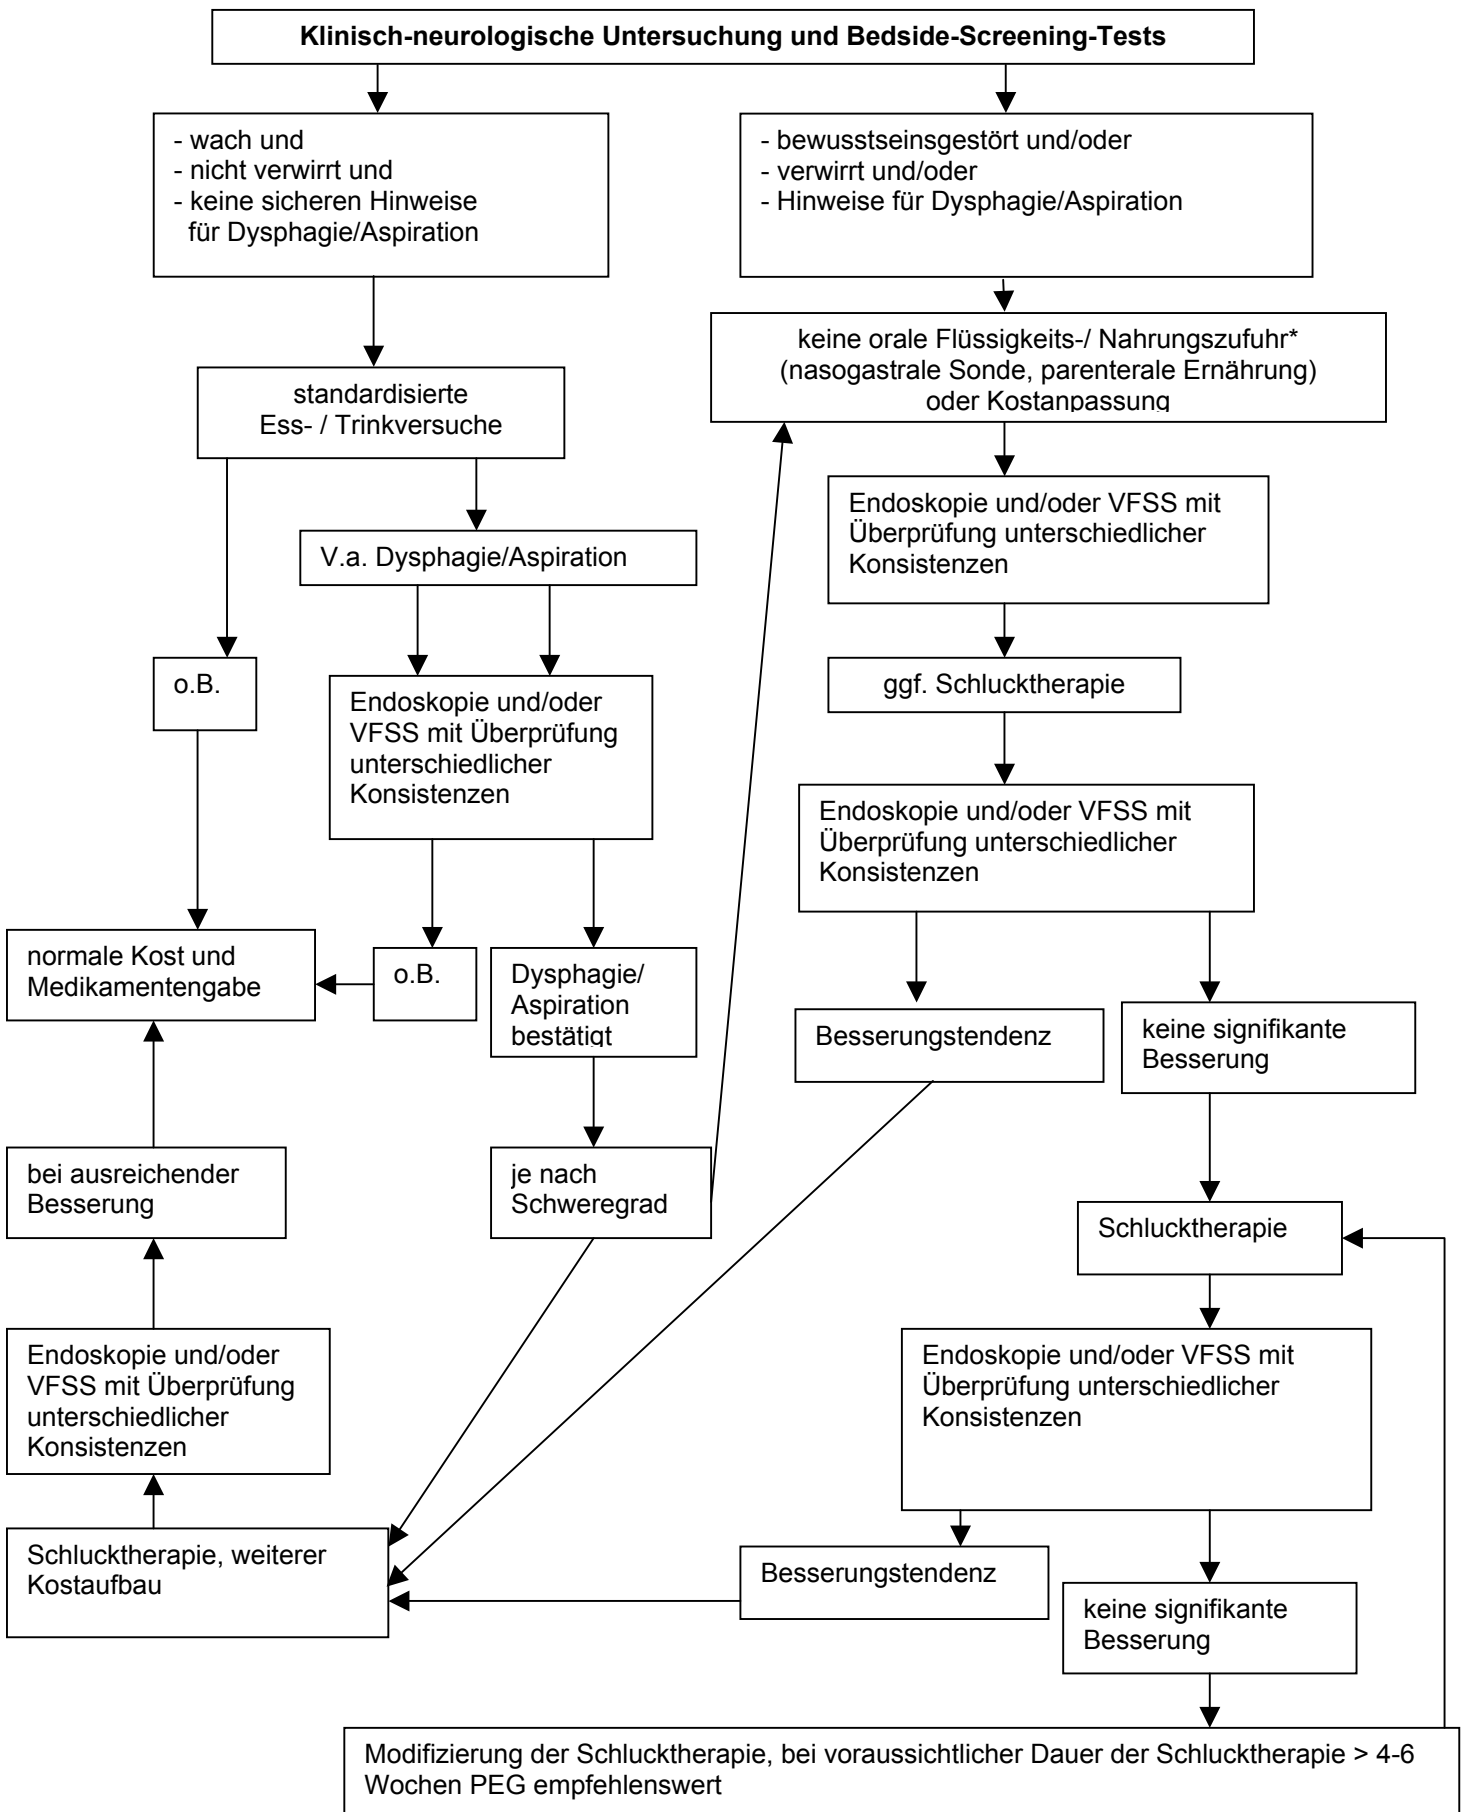 Klinisch-neurologische Untersuchung und Bedside-Screening-Tests
- wach und
- nicht verwirrt und
- keine sicheren Hinweise
für Dysphagie/Aspiration
- bewusstseinsgestört und/oder
- verwirrt und/oder
- Hinweise für Dysphagie/Aspiration
keine orale Flüssigkeits-/ Nahrungszufuhr*
(nasogastrale Sonde, parenterale Ernährung)
oder Kostanpassung
standardisierte
Ess- / Trinkversuche
Endoskopie und/oder VFSS mit
Überprüfung unterschiedlicher
Konsistenzen
V.a. Dysphagie/Aspiration
o.B.
Endoskopie und/oder
VFSS mit Überprüfung
unterschiedlicher
Konsistenzen
ggf. Schlucktherapie
Endoskopie und/oder VFSS mit
Überprüfung unterschiedlicher
Konsistenzen
normale Kost und
Medikamentengabe
o.B.
Dysphagie/
Aspiration
bestätigt
Besserungstendenz
keine signifikante
Besserung
bei ausreichender
Besserung
je nach
Schweregrad
Schlucktherapie
Endoskopie und/oder
VFSS mit Überprüfung
unterschiedlicher
Konsistenzen
Endoskopie und/oder VFSS mit
Überprüfung unterschiedlicher
Konsistenzen
Schlucktherapie, weiterer
Kostaufbau
Besserungstendenz
keine signifikante
Besserung
Modifizierung der Schlucktherapie, bei voraussichtlicher Dauer der Schlucktherapie > 4-6
Wochen PEG empfehlenswert